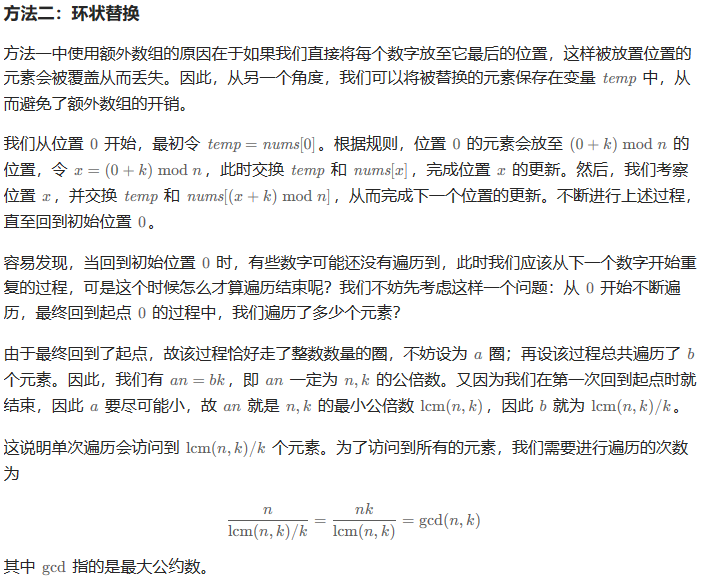 方法二：环状替换
方法一中使用额外数组的原因在于如果我们直接将每个数字放至它最后的位置，这样被放置位置的
元素会被覆盖从而丢失。因此，从另一个角度，我们可以将被替换的元素保存在变量 temp 中，从
而避免了额外数组的开销。
我们从位置 0 开始，最初令 temp = nums[0]。根据规则，位置 0 的元素会放至 (0 + k) mod n 的
位置，令 x = (0 + k) mod n，此时交换 temp 和 nums[x]，完成位置 x 的更新。然后，我们考察
位置 x，并交换 temp 和 nums[(x + k) mod n]，从而完成下一个位置的更新。不断进行上述过程，
直至回到初始位置 0。
容易发现，当回到初始位置 0 时，有些数字可能还没有遍历到，此时我们应该从下一个数字开始重
复的过程，可是这个时候怎么才算遍历结束呢？我们不妨先考虑这样一个问题：从 0 开始不断遍
历，最终回到起点 0 的过程中，我们遍历了多少个元素？
由于最终回到了起点，故该过程恰好走了整数数量的圈，不妨设为 a 圈；再设该过程总共遍历了 b
个元素。因此，我们有 an = bk，即 an 一定为 n, k 的公倍数。又因为我们在第一次回到起点时就
结束，因此 a 要尽可能小，故 an 就是 n, k 的最小公倍数 lcm(n, k)，因此 b 就为 lcm(n, k)/k。
这说明单次遍历会访问到 lcm(n, k)/k 个元素。为了访问到所有的元素，我们需要进行遍历的次数
为
n / (lcm(n, k)/k) = nk / lcm(n, k) = gcd(n, k)
其中 gcd 指的是最大公约数。